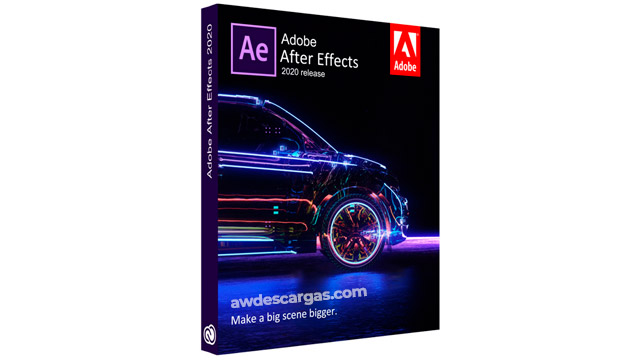 Adobe After Effects 2020
Ae
Adobe
After Effects
2020 release
Adobe
awdescargas.com
Make a big scene bigger.